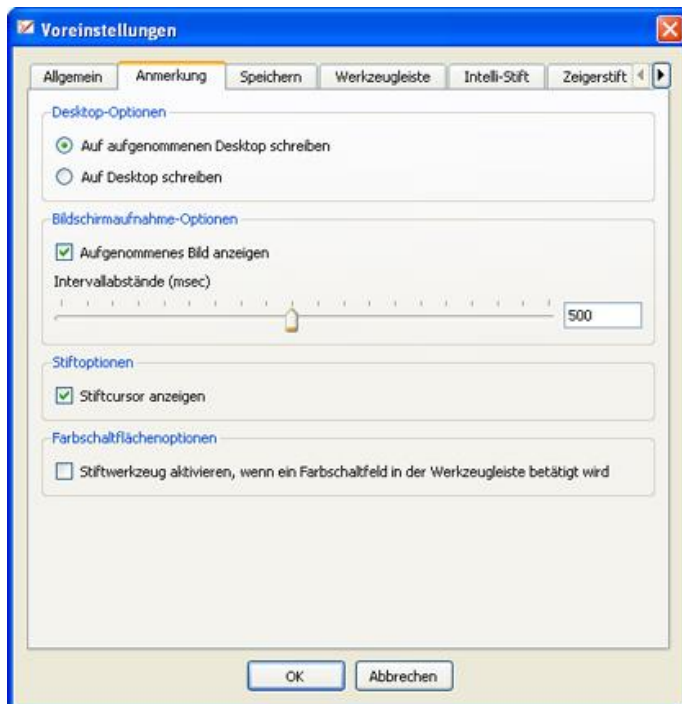 Voreinstellungen
Allgemein Anmerkung Speichern Werkzeugleiste Intelli-Stift Zeigerstift
Desktop-Optionen
Auf aufgenommenen Desktop schreiben
Auf Desktop schreiben
Bildschirmaufnahme-Optionen
Aufgenommenes Bild anzeigen
Intervallabstände (msec)
500
Stiftoptionen
Stiftcursor anzeigen
Farbschaltflächenoptionen
Stiftwerkzeug aktivieren, wenn ein Farbschaltfeld in der Werkzeugleiste betätigt wird
OK Abbrechen